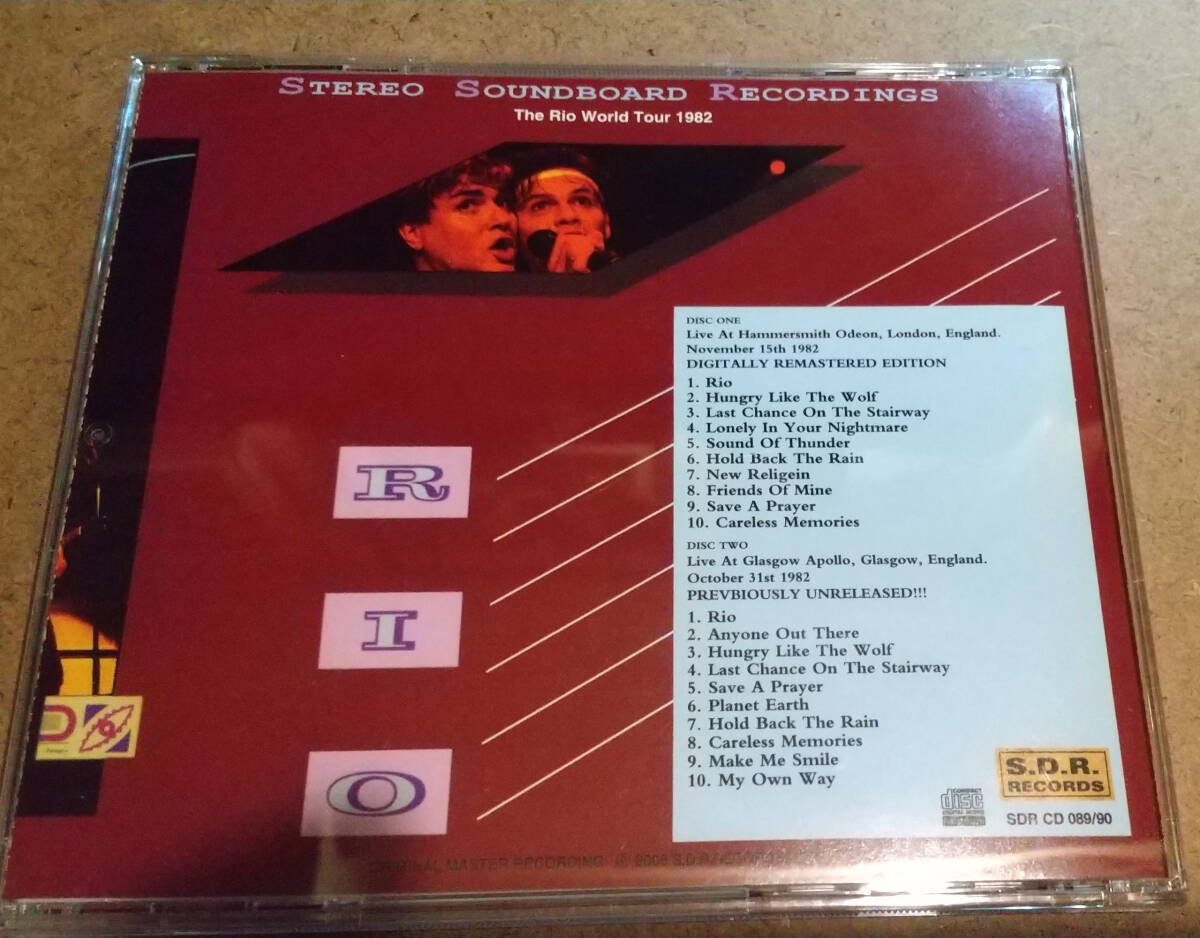 STEREO SOUNDBOARD RECORDINGS
The Rio World Tour 1982
DISC ONE
Live At Hammersmith Odeon, London, England.
November 15th 1982
DIGITALLY REMASTERED EDITION
1. Rio
2. Hungry Like The Wolf
3. Last Chance On The Stairway
4. Lonely In Your Nightmare
5. Sound Of Thunder
6. Hold Back The Rain
7. New Religein
8. Friends Of Mine
9. Save A Prayer
10. Careless Memories
DISC TWO
Live At Glasgow Apollo, Glasgow, England.
October 31st 1982
PREVBIOUSLY UNRELEASED!!!
1. Rio
2. Anyone Out There
3. Hungry Like The Wolf
4. Last Chance On The Stairway
5. Save A Prayer
6. Planet Earth
7. Hold Back The Rain
8. Careless Memories
9. Make Me Smile
10. My Own Way
R
I
O
D
COMPACT
disc
S.D.R.
RECORDS
SDR CD 089/90
MASTER RECORDING